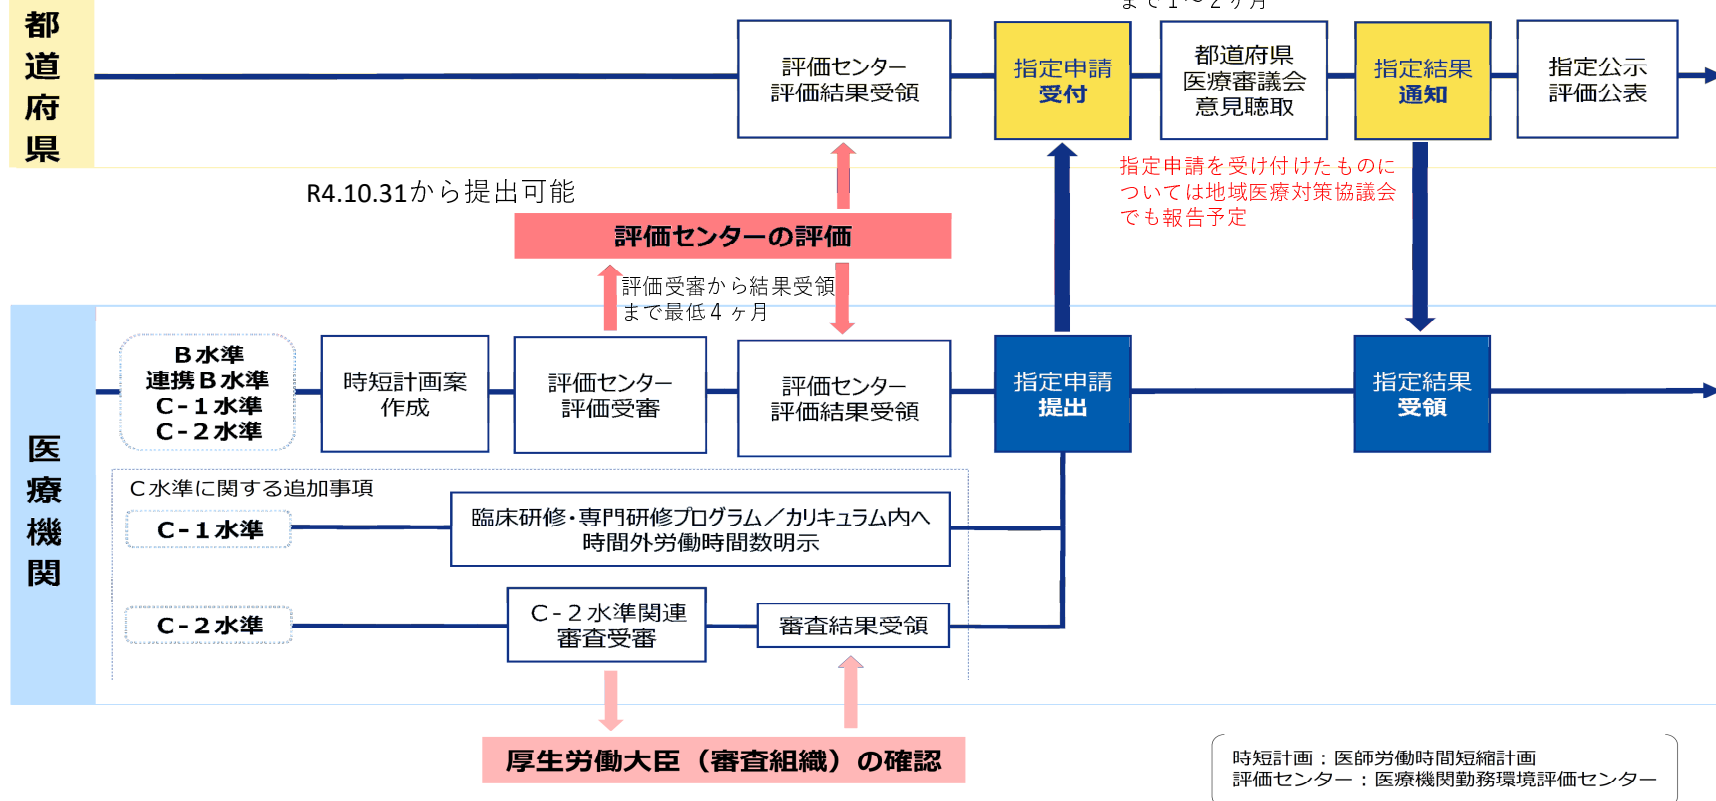 まで１～２ヶ月
都道府県
評価センター
評価結果受領
指定申請
受付
都道府県
医療審議会
意見聴取
指定結果
通知
指定公示
評価公表
指定申請を受け付けたものに
ついては地域医療対策協議会
でも報告予定
R4.10.31から提出可能
評価センターの評価
評価受審から結果受領
まで最低４ヶ月
医療機関
Ｂ水準
連携Ｂ水準
Ｃ-１水準
Ｃ-２水準
時短計画案
作成
評価センター
評価受審
評価センター
評価結果受領
指定申請
提出
指定結果
受領
Ｃ水準に関する追加事項
Ｃ-１水準
臨床研修・専門研修プログラム／カリキュラム内へ
時間外労働時間数明示
Ｃ-２水準
Ｃ-２水準関連
審査受審
審査結果受領
厚生労働大臣（審査組織）の確認
時短計画：医師労働時間短縮計画
評価センター：医療機関勤務環境評価センター